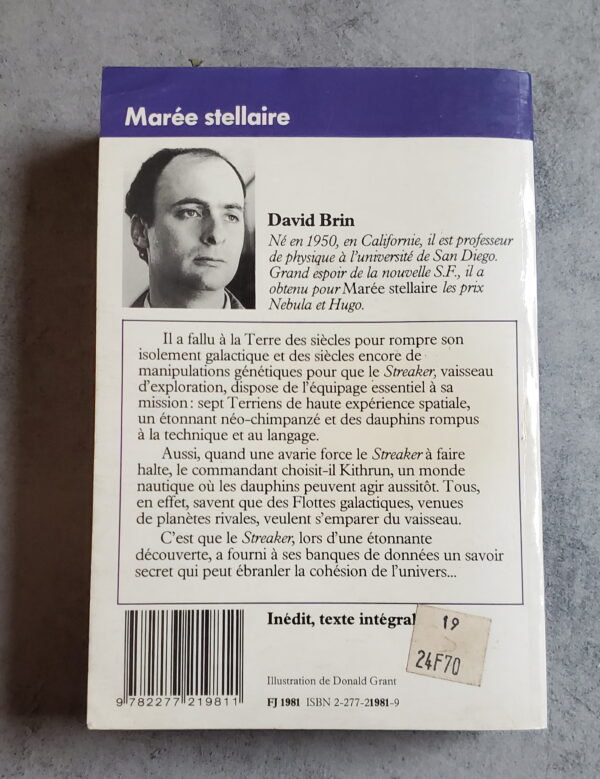 Marée stellaire
David Brin
Né en 1950, en Californie, il est professeur
de physique à l'université de San Diego.
Grand espoir de la nouvelle S.F., il a
obtenu pour Marée stellaire les prix
Nebula et Hugo.
Il a fallu à la Terre des siècles pour rompre son
isolement galactique et des siècles encore de
manipulations génétiques pour que le Streaker, vaisseau
d'exploration, dispose de l'équipage essentiel à sa
mission : sept Terriens de haute expérience spatiale,
un étonnant néo-chimpanzé et des dauphins rompus
à la technique et au langage.
Aussi, quand une avarie force le Streaker à faire
halte, le commandant choisit-il Kithrun, un monde
nautique où les dauphins peuvent agir aussitôt. Tous,
en effet, savent que des Flottes galactiques, venues
de planètes rivales, veulent s'emparer du vaisseau.
C'est que le Streaker, lors d'une étonnante
découverte, a fourni à ses banques de données un savoir
secret qui peut ébranler la cohésion de l'univers...
Inédit, texte intégral
19
24F70
Illustration de Donald Grant
9 782277 219811
FJ 1981 ISBN 2-277-21981-9